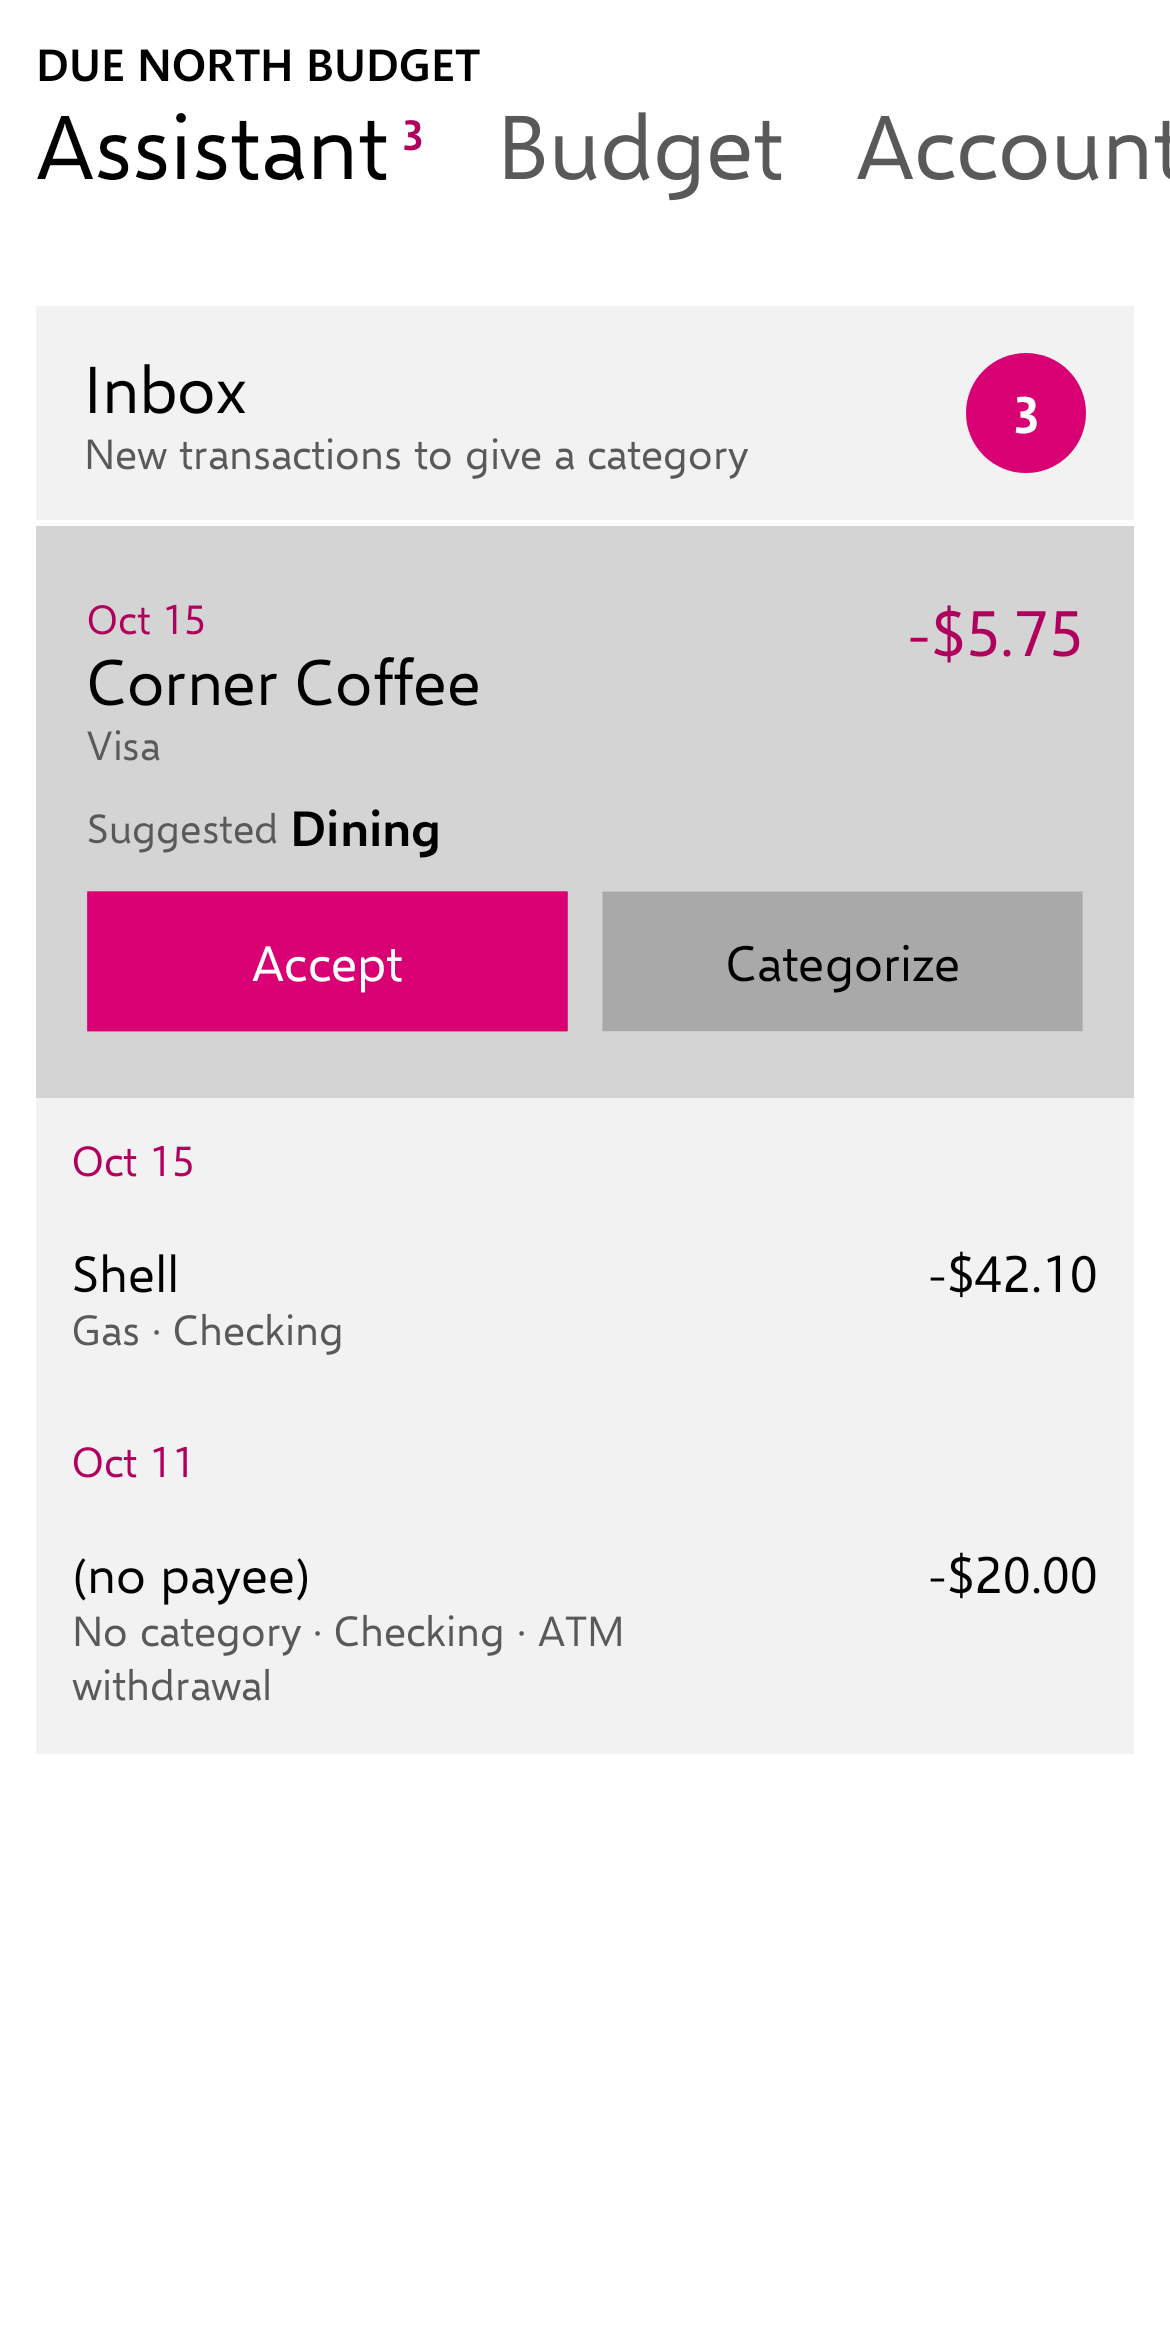 DUE NORTH BUDGET
Assistant 3 Budget Account
Inbox
New transactions to give a category
3
Oct 15
-$5.75
Corner Coffee
Visa
Suggested Dining
Accept Categorize
Oct 15
Shell -$42.10
Gas · Checking
Oct 11
(no payee) -$20.00
No category · Checking · ATM
withdrawal